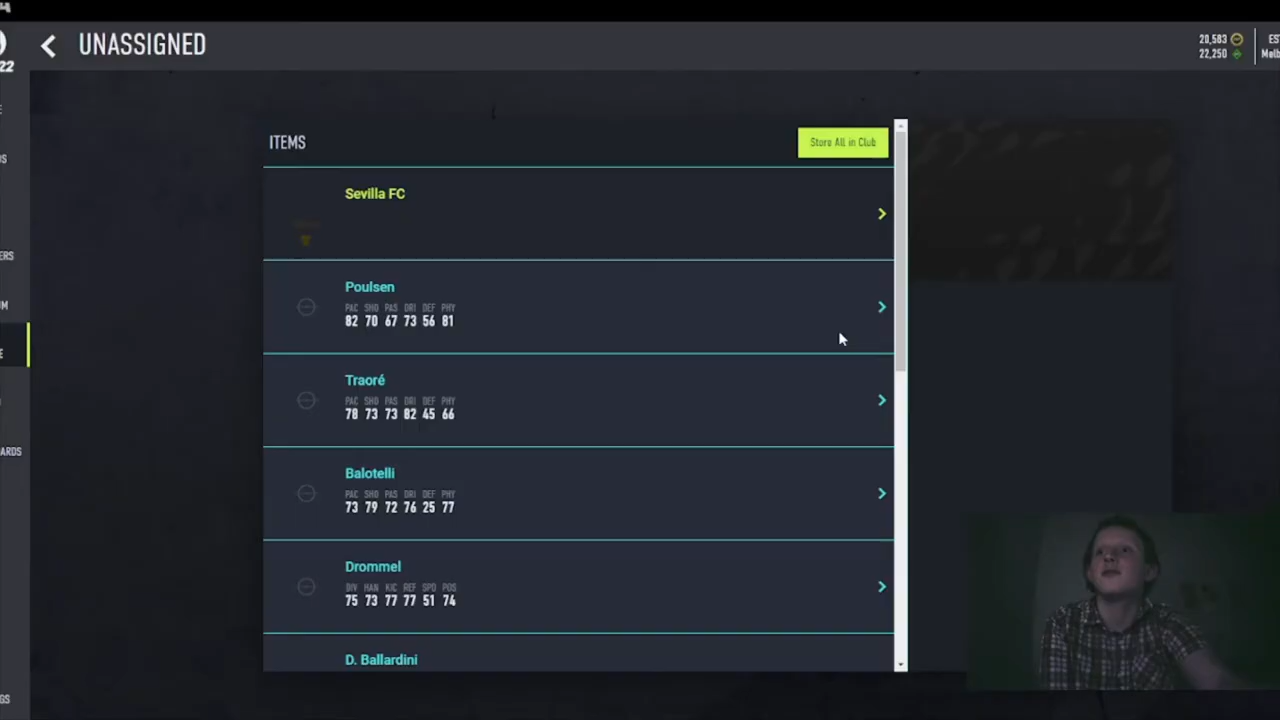 22
UNASSIGNED
20,583
22,250
ITEMS
Store All in Club
Sevilla FC
Poulsen
PAC SHO PAS DRI DEF PHY
82 70 67 73 56 81
Traoré
PAC SHO PAS DRI DEF PHY
78 73 73 82 45 66
Balotelli
PAC SHO PAS DRI DEF PHY
73 79 72 76 25 77
Drommel
DIV HAN KIC REF SPD POS
75 73 77 77 51 74
D. Ballardini